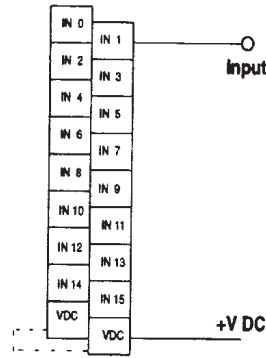 IN 0
IN 1
input
IN 2
IN 3
IN 4
IN 5
IN 6
IN 7
IN 8
IN 9
IN 10
IN 11
IN 12
IN 13
IN 14
IN 15
VDC
+V DC
VDC